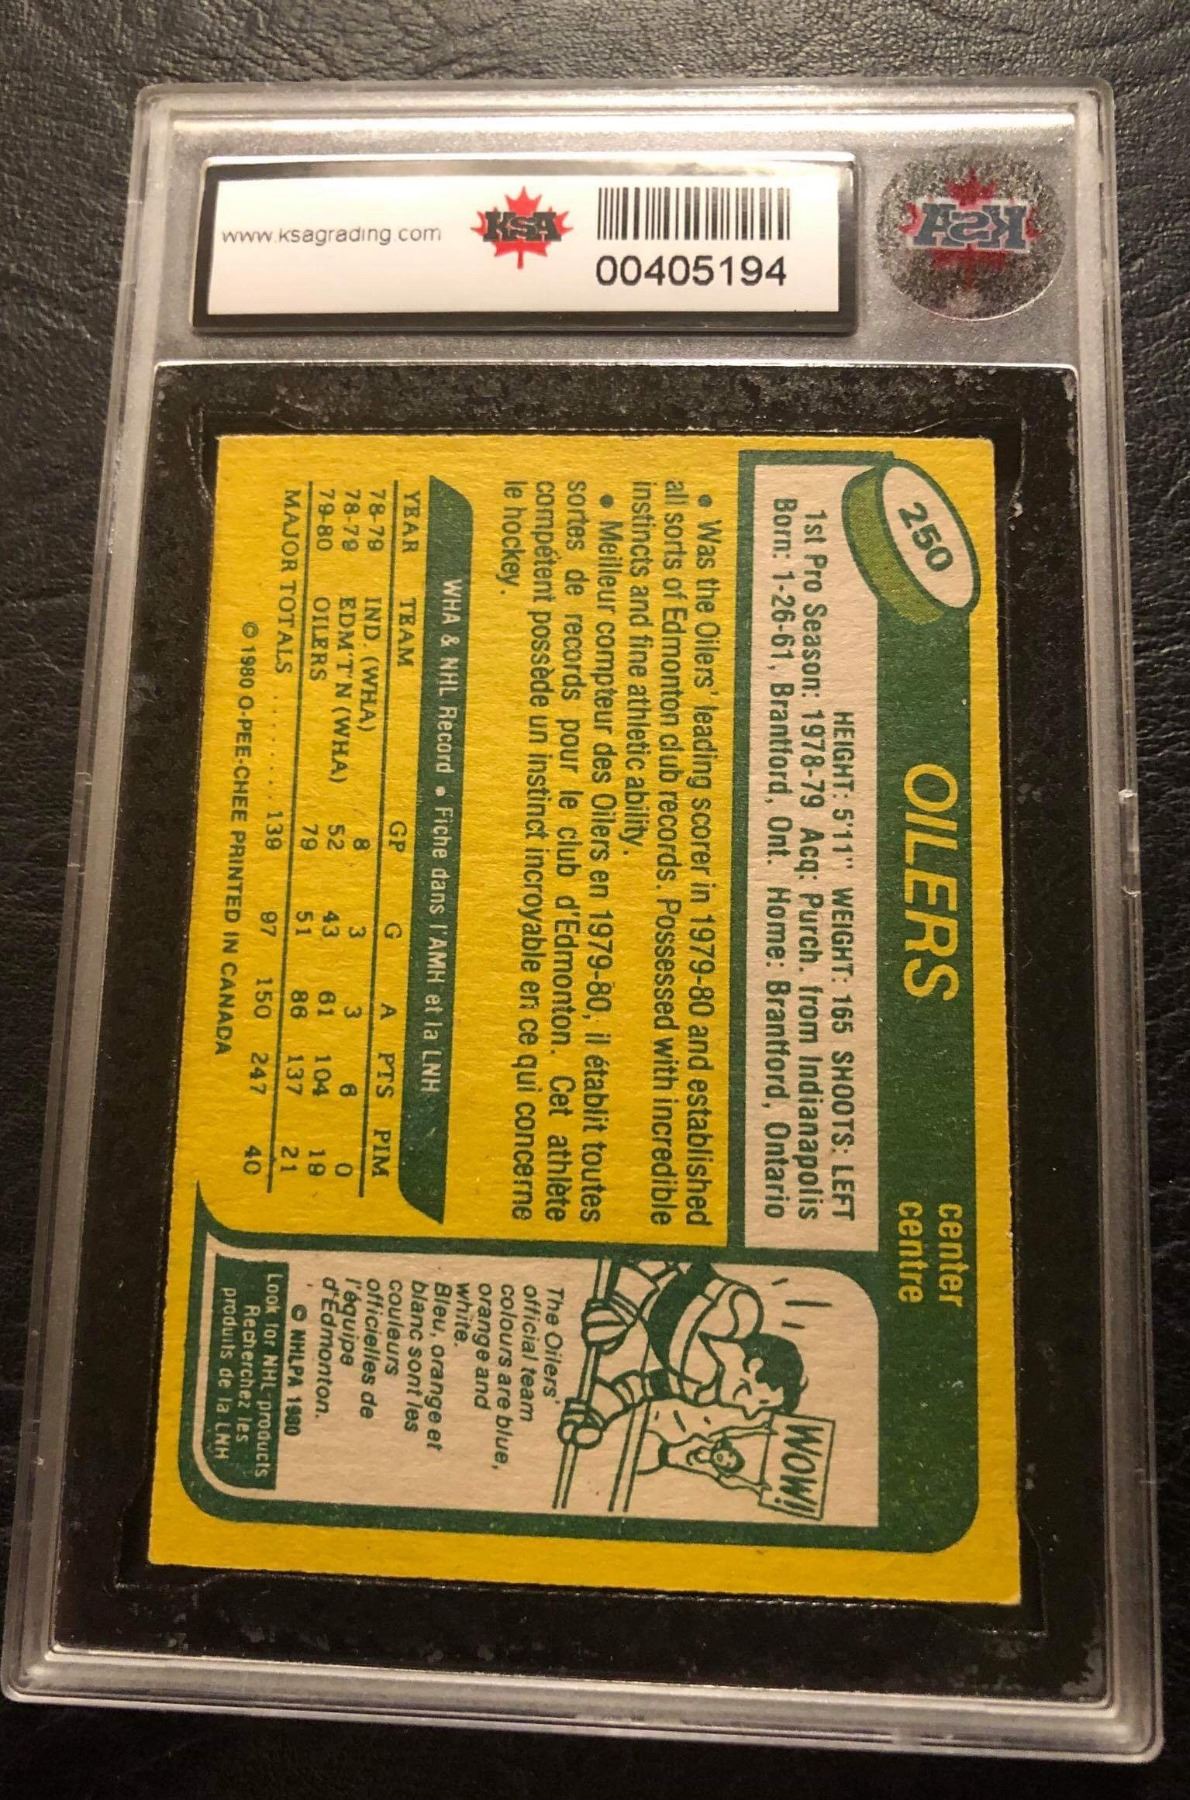 www.ksagrading.com
KSA
00405194
KSA
250
OILERS
center
centre
HEIGHT: 5'11" WEIGHT: 165 SHOOTS: LEFT
1st Pro Season: 1978-79 Acq: Purch. from Indianapolis
Born: 1-26-61, Brantford, Ont. Home: Brantford, Ontario
• Was the Oilers' leading scorer in 1979-80 and established
all sorts of Edmonton club records. Possessed with incredible
instincts and fine athletic ability.
• Meilleur compteur des Oilers en 1979-80, il établit toutes
sortes de records pour le club d'Edmonton. Cet athlète
compétent possède un instinct incroyable en ce qui concerne
le hockey.
WHA & NHL Record • Fiche dans l'AMH et la LNH
YEAR TEAM GP G A PTS PIM
78-79 IND. (WHA) 8 3 3 6 0
78-79 EDM'T'N (WHA) 52 43 61 104 19
79-80 OILERS 79 51 86 137 21
MAJOR TOTALS ........ 139 97 150 247 40
© 1980 O-PEE-CHEE PRINTED IN CANADA
WOW!
The Oilers'
official team
colours are blue,
orange and
white.
Bleu, orange et
blanc sont les
couleurs
officielles de
l'équipe
d'Edmonton.
© NHLPA 1980
Look for NHL products
Recherchez les
produits de la LNH